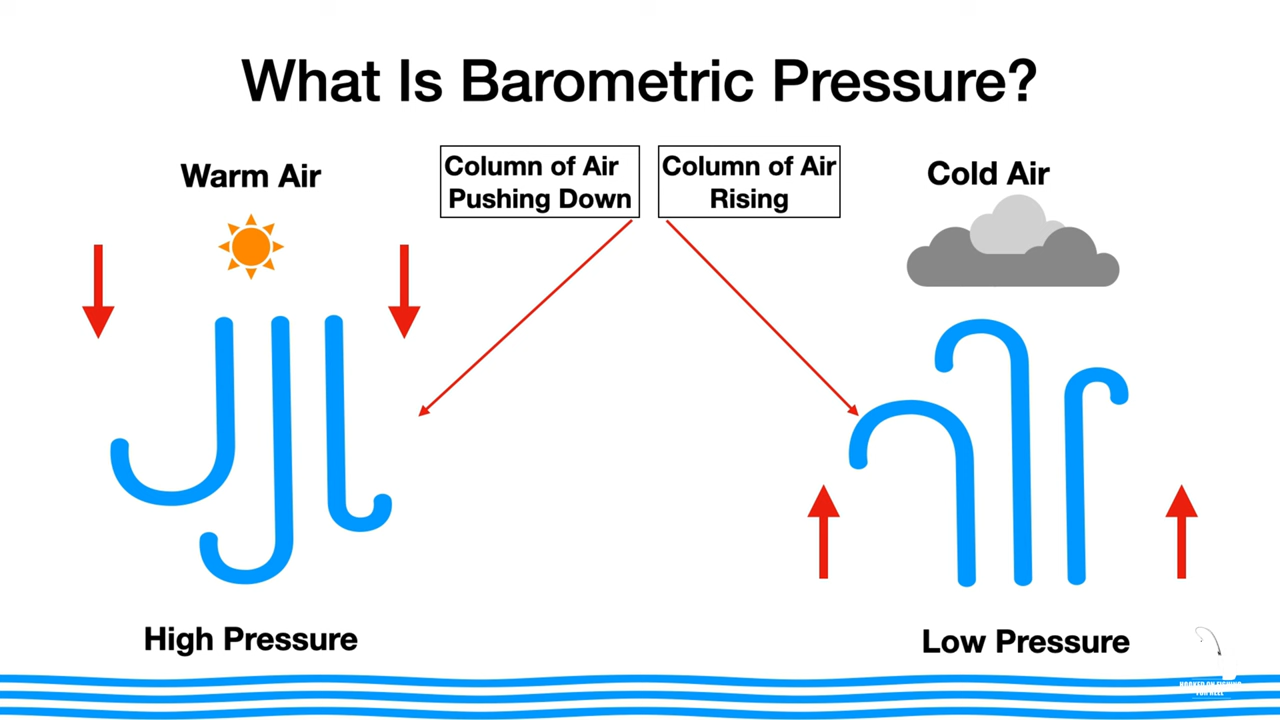 What Is Barometric Pressure?
Warm Air
Column of Air
Pushing Down
Column of Air
Rising
Cold Air
High Pressure
Low Pressure